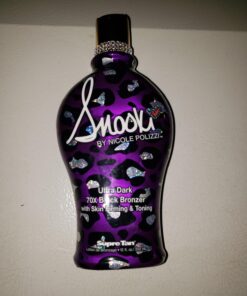 Snooki
BY NICOLE POLIZZI
Ultra Dark
70X Black Bronzer
with Skin Firming & Toning
Supre Tan